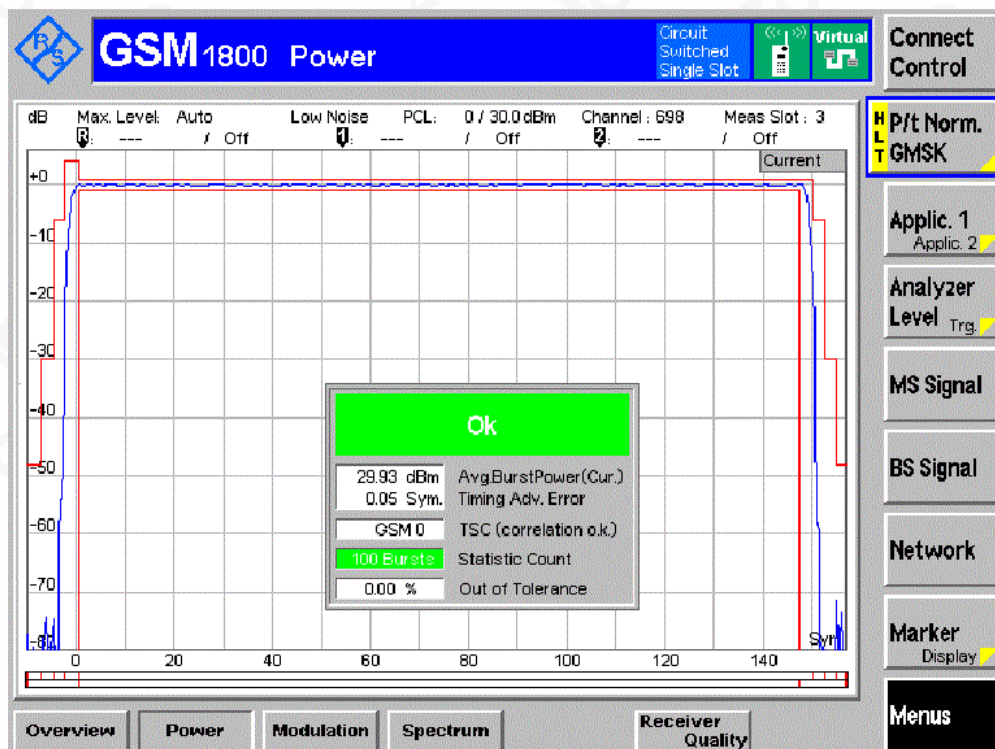 R/S
GSM 1800 Power
Circuit
Switched
Single Slot
Virtual
Connect
Control
dB Max. Level: Auto Low Noise PCL: 0 / 30.0 dBm Channel : 698 Meas Slot : 3
R: --- / Off 1: --- / Off 2: --- / Off
Current
HLT
P/t Norm.
GMSK
+0
-10
-20
-30
-40
-50
-60
-70
-80
Sym
0 20 40 60 80 100 120 140
Ok
29.93 dBm Avg.BurstPower(Cur.)
0.05 Sym. Timing Adv. Error
GSM 0 TSC (correlation o.k.)
100 Bursts Statistic Count
0.00 % Out of Tolerance
Applic. 1
Applic. 2
Analyzer
Level Trg.
MS Signal
BS Signal
Network
Marker
Display
Menus
Overview Power Modulation Spectrum Receiver
Quality